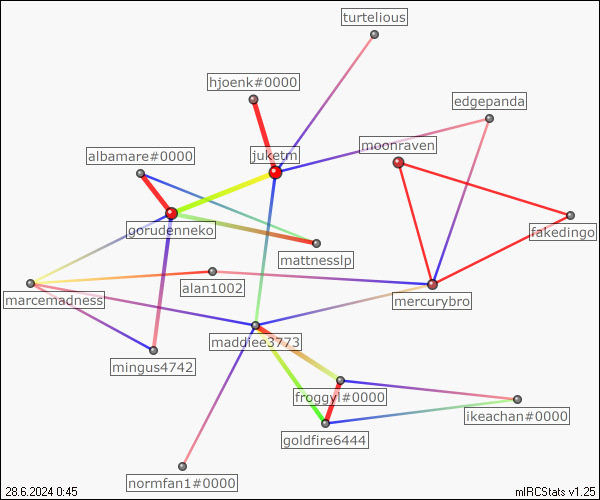 turtelious
hjoenk#0000
edgepanda
moonraven
albamare#0000
juketm
gorudenneko
fakedingo
mattnesslp
alan1002
marcemadness
mercurybro
maddiee3773
mingus4742
froggyl#0000
ikeachan#0000
goldfire6444
normfan1#0000
28.6.2024 0:45
mIRCStats v1.25